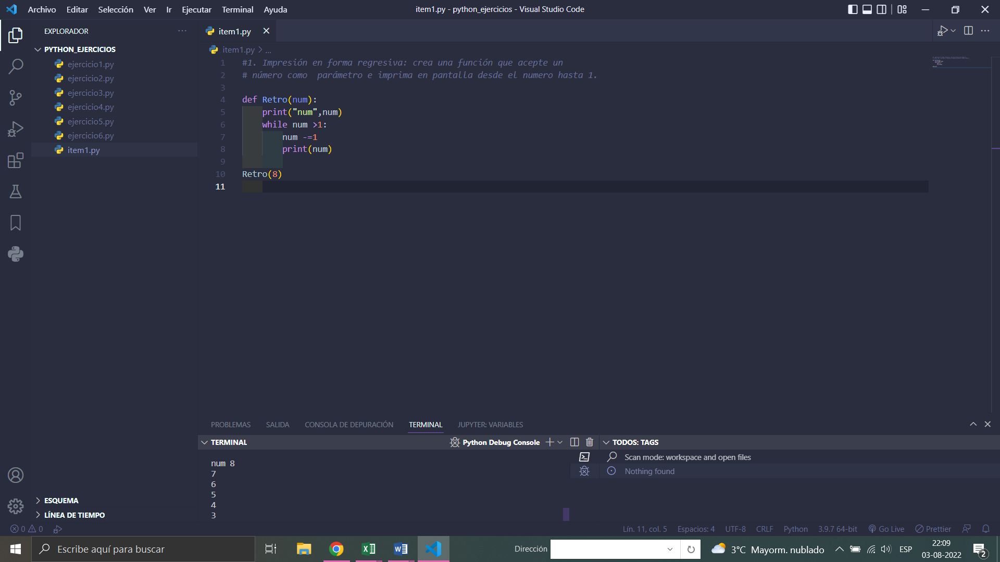 Archivo Editar Selección Ver Ir Ejecutar Terminal Ayuda
item1.py - python_ejercicios - Visual Studio Code
EXPLORADOR
PYTHON_EJERCICIOS
ejercicio1.py
ejercicio2.py
ejercicio3.py
ejercicio4.py
ejercicio5.py
ejercicio6.py
item1.py
ESQUEMA
LÍNEA DE TIEMPO
item1.py
item1.py > ...
1 #1. Impresión en forma regresiva: crea una función que acepte un
2 # número como  parámetro e imprima en pantalla desde el numero hasta 1.
3
4 def Retro(num):
5     print("num",num)
6     while num >1:
7         num -=1
8         print(num)
9
10 Retro(8)
11
PROBLEMAS SALIDA CONSOLA DE DEPURACIÓN TERMINAL JUPYTER: VARIABLES
TERMINAL
Python Debug Console
num 8
7
6
5
4
3
TODOS: TAGS
Scan mode: workspace and open files
Nothing found
0 0
Lín. 11, col. 5 Espacios: 4 UTF-8 CRLF Python 3.9.7 64-bit Go Live Prettier
Escribe aquí para buscar
Dirección
3°C Mayorm. nublado
ESP
22:09
03-08-2022
2